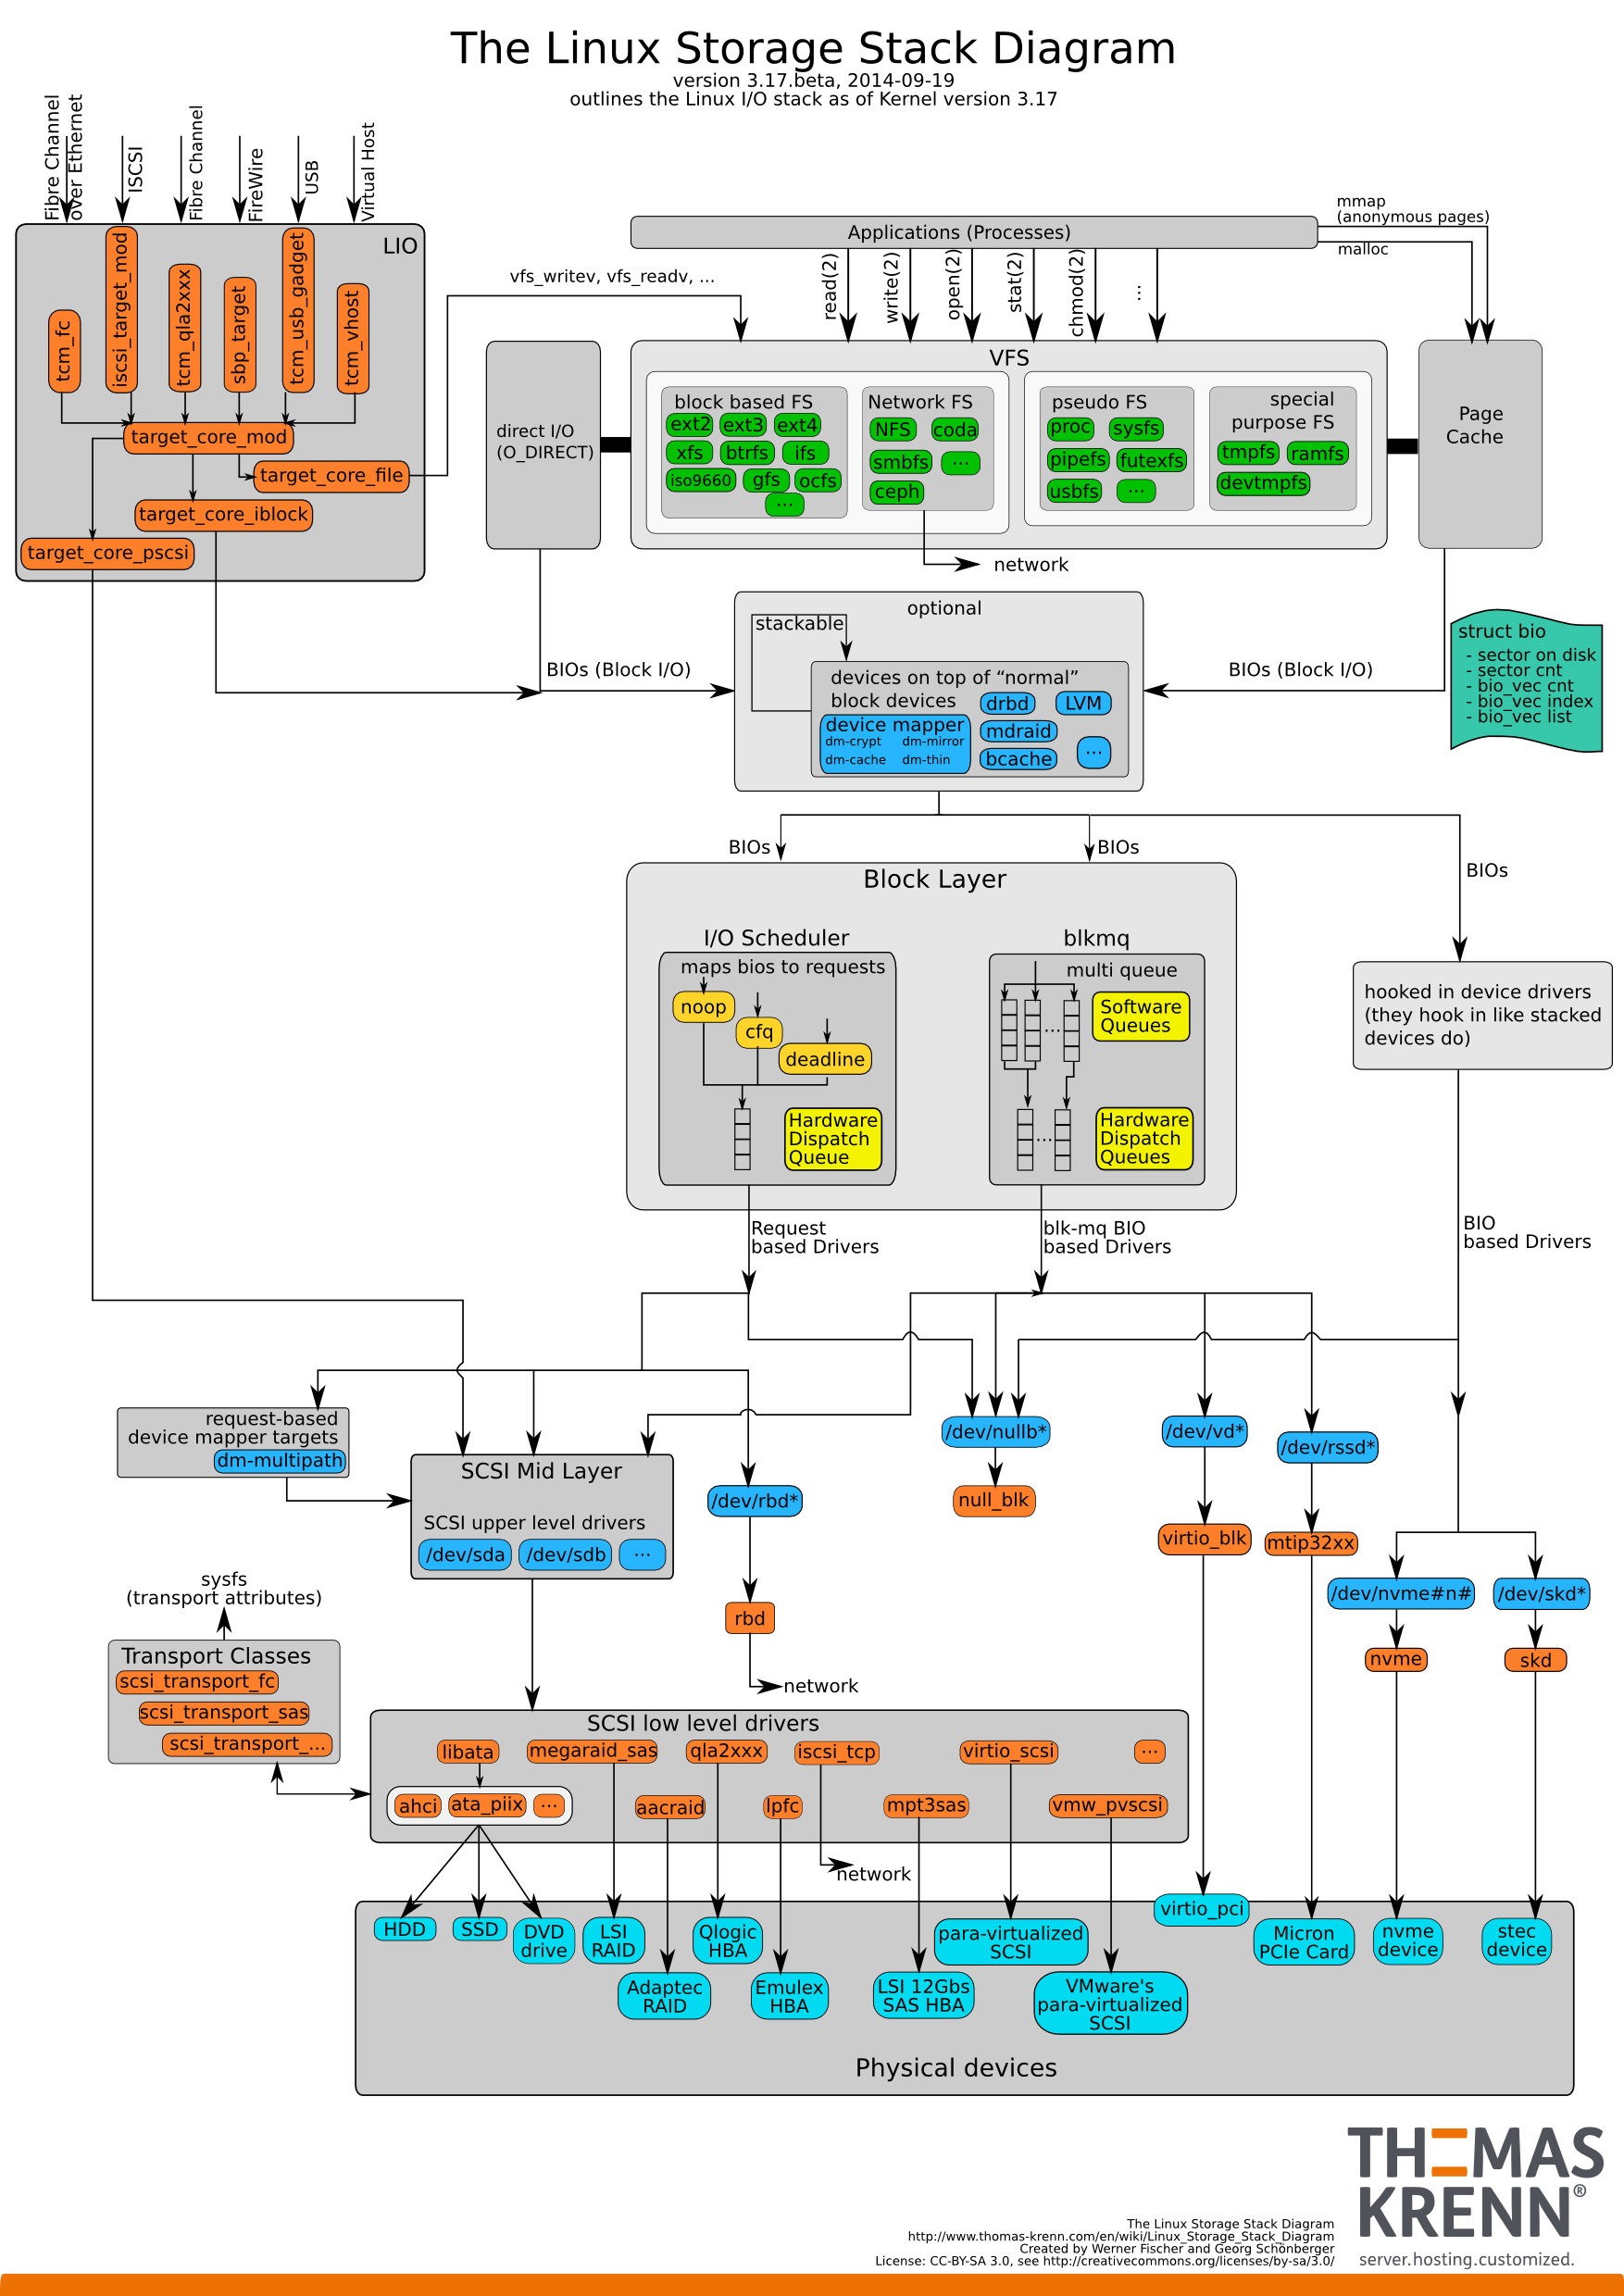 The Linux Storage Stack Diagram
version 3.17.beta, 2014-09-19
outlines the Linux I/O stack as of Kernel version 3.17
Fibre Channel
over Ethernet
ISCSI
Fibre Channel
FireWire
USB
Virtual Host
LIO
tcm_fc
iscsi_target_mod
tcm_qla2xxx
sbp_target
tcm_usb_gadget
tcm_vhost
target_core_mod
target_core_file
target_core_iblock
target_core_pscsi
vfs_writev, vfs_readv, ...
Applications (Processes)
read(2)
write(2)
open(2)
stat(2)
chmod(2)
...
mmap
(anonymous pages)
malloc
direct I/O
(O_DIRECT)
VFS
block based FS
ext2
ext3
ext4
xfs
btrfs
ifs
iso9660
gfs
ocfs
...
Network FS
NFS
coda
smbfs
...
ceph
network
pseudo FS
proc
sysfs
pipefs
futexfs
usbfs
...
special
purpose FS
tmpfs
ramfs
devtmpfs
Page
Cache
BIOs (Block I/O)
optional
stackable
devices on top of “normal”
block devices
drbd
LVM
device mapper
dm-crypt
dm-mirror
dm-cache
dm-thin
mdraid
bcache
...
BIOs (Block I/O)
struct bio
- sector on disk
- sector cnt
- bio_vec cnt
- bio_vec index
- bio_vec list
BIOs
BIOs
BIOs
Block Layer
I/O Scheduler
maps bios to requests
noop
cfq
deadline
Hardware
Dispatch
Queue
blkmq
multi queue
...
Software
Queues
...
Hardware
Dispatch
Queues
hooked in device drivers
(they hook in like stacked
devices do)
Request
based Drivers
blk-mq BIO
based Drivers
BIO
based Drivers
request-based
device mapper targets
dm-multipath
SCSI Mid Layer
SCSI upper level drivers
/dev/sda
/dev/sdb
...
/dev/rbd*
rbd
network
/dev/nullb*
null_blk
/dev/vd*
virtio_blk
/dev/rssd*
mtip32xx
/dev/nvme#n#
nvme
/dev/skd*
skd
sysfs
(transport attributes)
Transport Classes
scsi_transport_fc
scsi_transport_sas
scsi_transport_...
SCSI low level drivers
libata
megaraid_sas
qla2xxx
iscsi_tcp
virtio_scsi
...
ahci
ata_piix
...
aacraid
lpfc
mpt3sas
vmw_pvscsi
network
HDD
SSD
DVD
drive
LSI
RAID
Qlogic
HBA
para-virtualized
SCSI
virtio_pci
Micron
PCIe Card
nvme
device
stec
device
Adaptec
RAID
Emulex
HBA
LSI 12Gbs
SAS HBA
VMware's
para-virtualized
SCSI
Physical devices
THOMAS
KRENN®
server.hosting.customized.
The Linux Storage Stack Diagram
http://www.thomas-krenn.com/en/wiki/Linux_Storage_Stack_Diagram
Created by Werner Fischer and Georg Schönberger
License: CC-BY-SA 3.0, see http://creativecommons.org/licenses/by-sa/3.0/